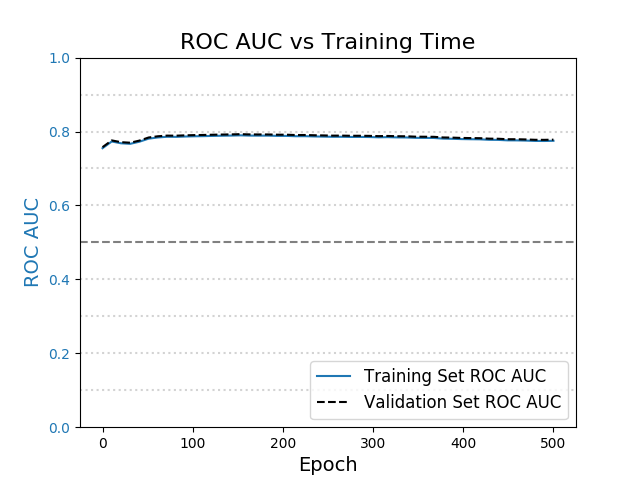 ROC AUC vs Training Time
1.0
0.8
0.6
0.4
0.2
0.0
ROC AUC
Training Set ROC AUC
Validation Set ROC AUC
0 100 200 300 400 500
Epoch